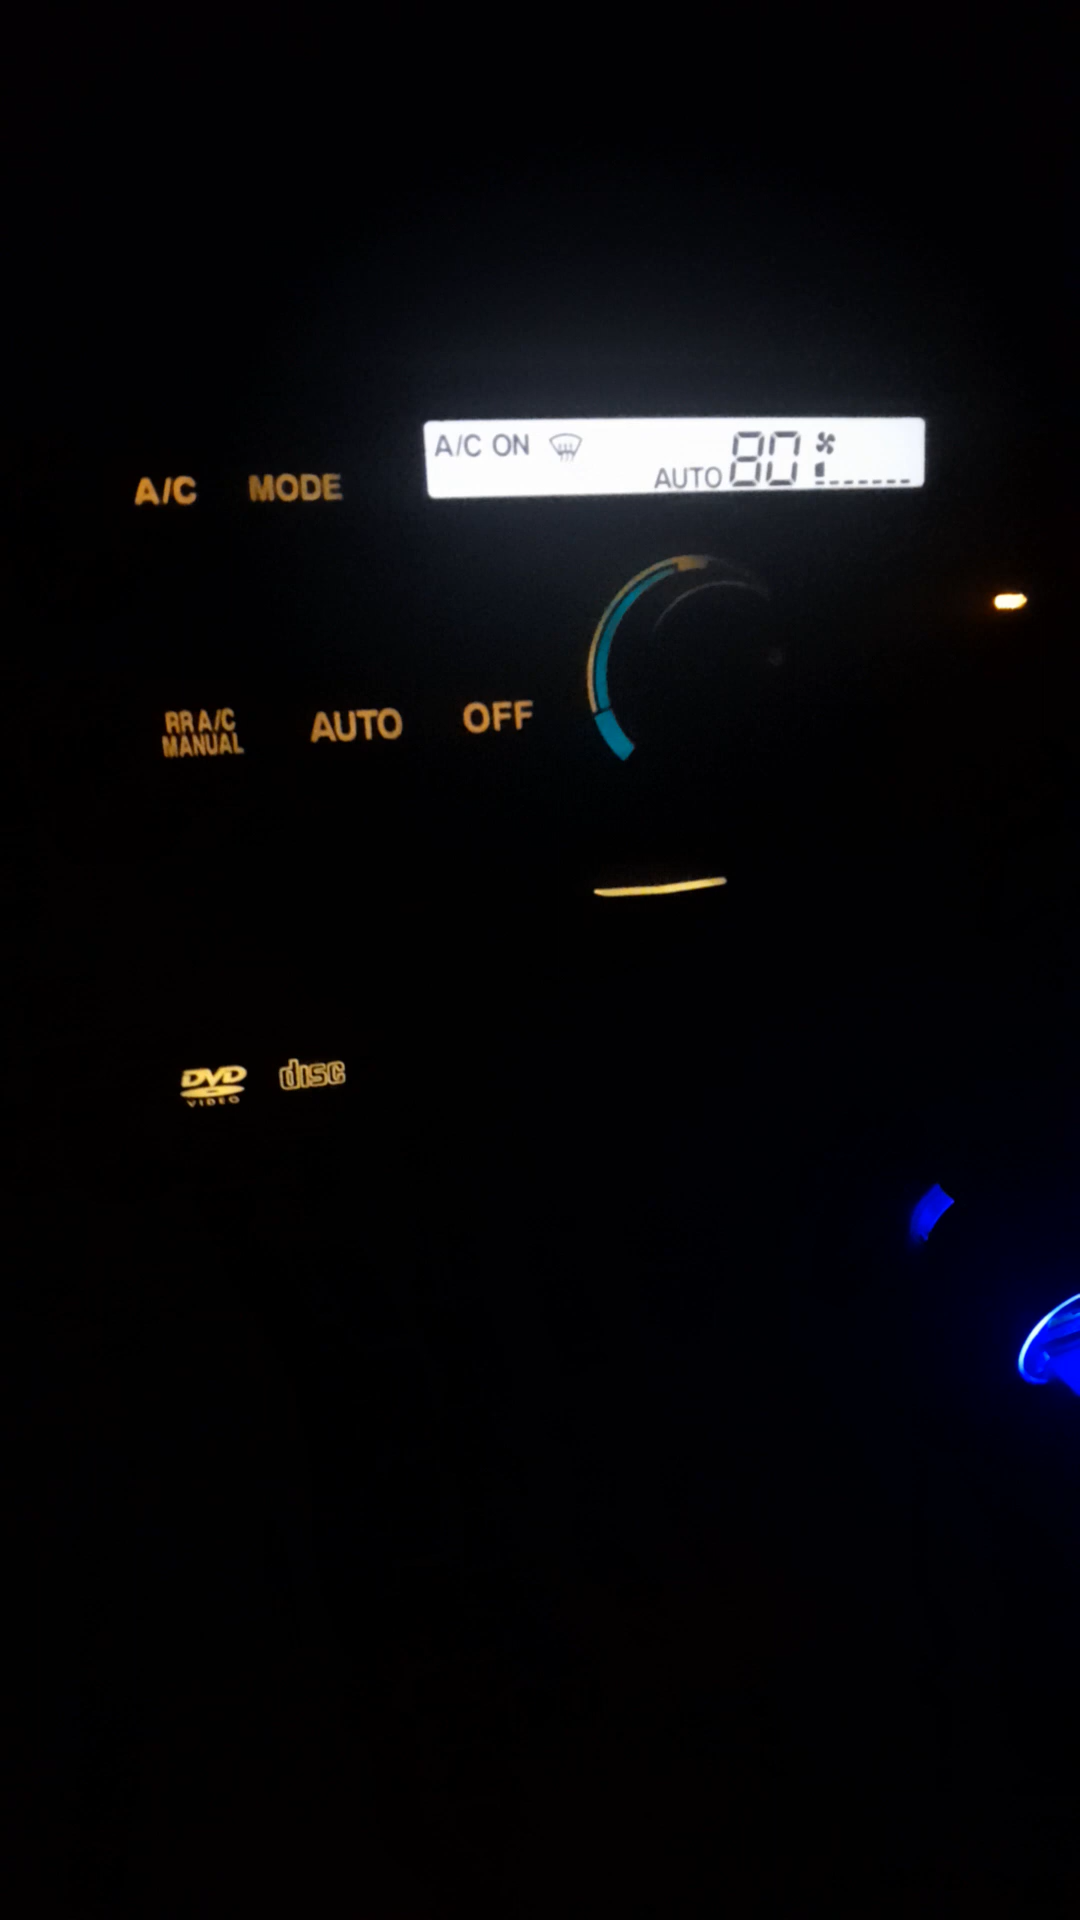 A/C ON
AUTO 80
A/C MODE
RR A/C
MANUAL
AUTO OFF
DVD
VIDEO
disc